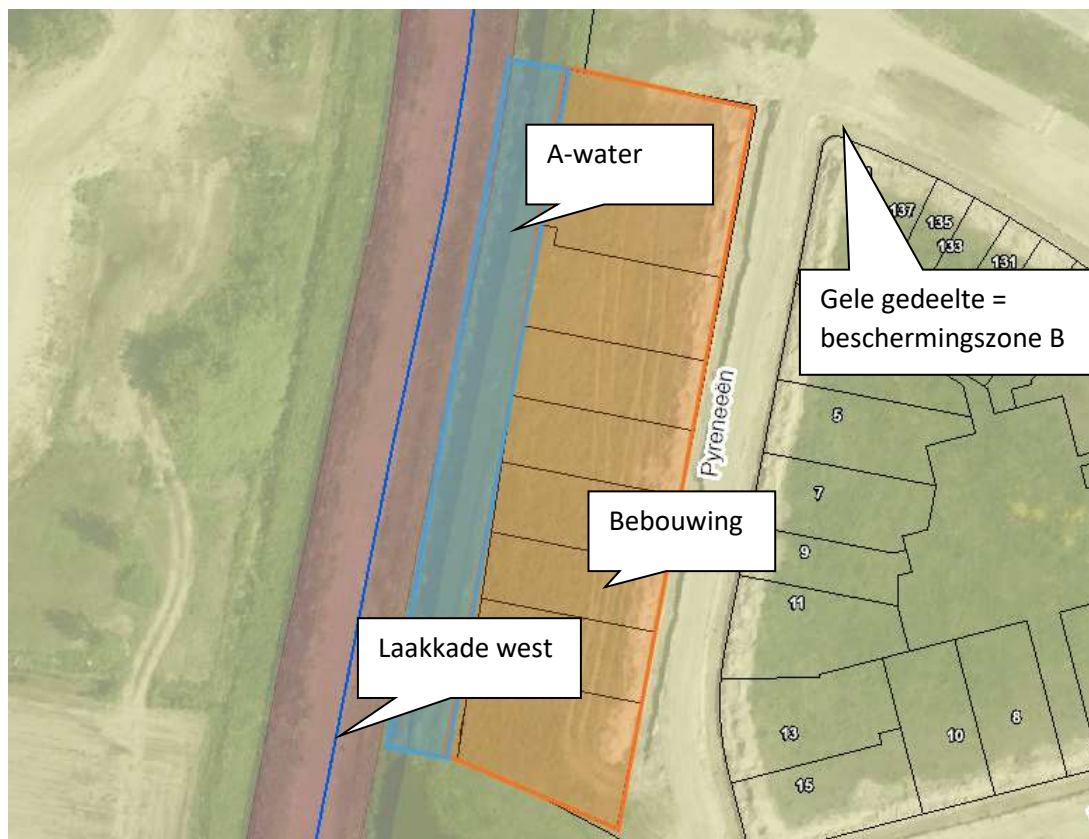 A-water
137
135
133
131
Gele gedeelte =
beschermingszone B
Pyreneeën
5
7
Bebouwing
9
11
Laakkade west
13
10
8
15